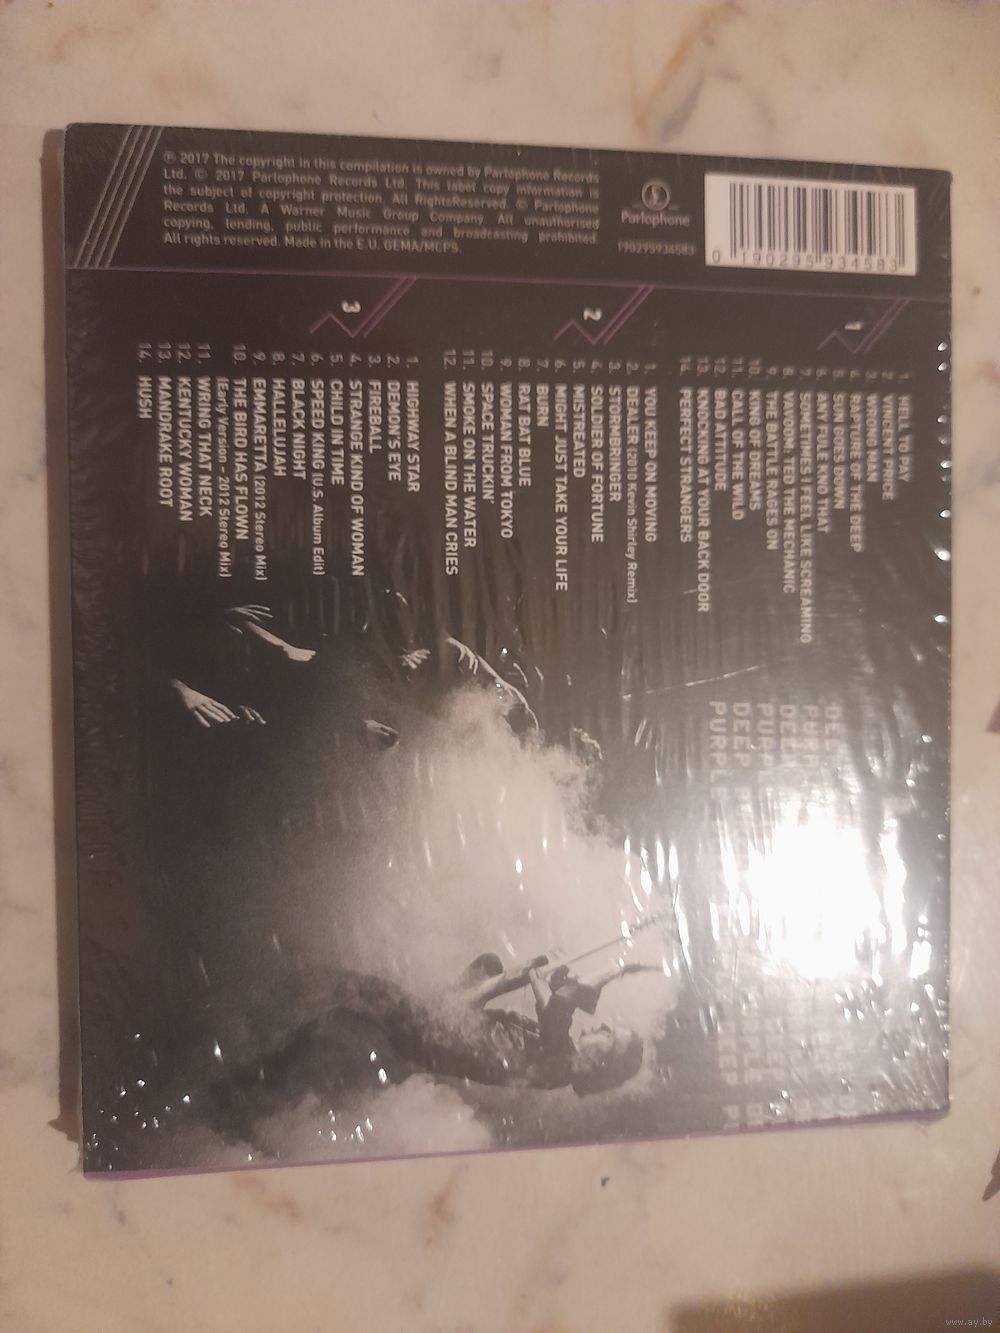 ℗ 2017 The copyright in this compilation is owned by Parlophone Records
Ltd. © 2017 Parlophone Records Ltd. This label copy information is
the subject of copyright protection. All RightsReserved. © Parlophone
Records Ltd. A Warner Music Group Company. All unauthorised
copying, lending, public performance and broadcasting prohibited.
All rights reserved. Made in the E.U. GEMA/MCPS.
Parlophone
190295934583
0 190295 934583
1
1. HELL TO PAY
2. VINCENT PRICE
3. WRONG MAN
4. RAPTURE OF THE DEEP
5. SUN GOES DOWN
6. ANY FULE KNO THAT
7. SOMETIMES I FEEL LIKE SCREAMING
8. VAVOOM: TED THE MECHANIC
9. THE BATTLE RAGES ON
10. KING OF DREAMS
11. CALL OF THE WILD
12. BAD ATTITUDE
13. KNOCKING AT YOUR BACK DOOR
14. PERFECT STRANGERS
2
1. YOU KEEP ON MOVING
2. DEALER (2010 Kevin Shirley Remix)
3. STORMBRINGER
4. SOLDIER OF FORTUNE
5. MISTREATED
6. MIGHT JUST TAKE YOUR LIFE
7. BURN
8. RAT BAT BLUE
9. WOMAN FROM TOKYO
10. SPACE TRUCKIN'
11. SMOKE ON THE WATER
12. WHEN A BLIND MAN CRIES
3
1. HIGHWAY STAR
2. DEMON'S EYE
3. FIREBALL
4. STRANGE KIND OF WOMAN
5. CHILD IN TIME
6. SPEED KING (U.S. Album Edit)
7. BLACK NIGHT
8. HALLELUJAH
9. EMMARETTA (2012 Stereo Mix)
10. THE BIRD HAS FLOWN
(Early Version - 2012 Stereo Mix)
11. WRING THAT NECK
12. KENTUCKY WOMAN
13. MANDRAKE ROOT
14. HUSH
DEEP
PURPLE
DEEP
PURPLE
DEEP
PURPLE
www.ay.by